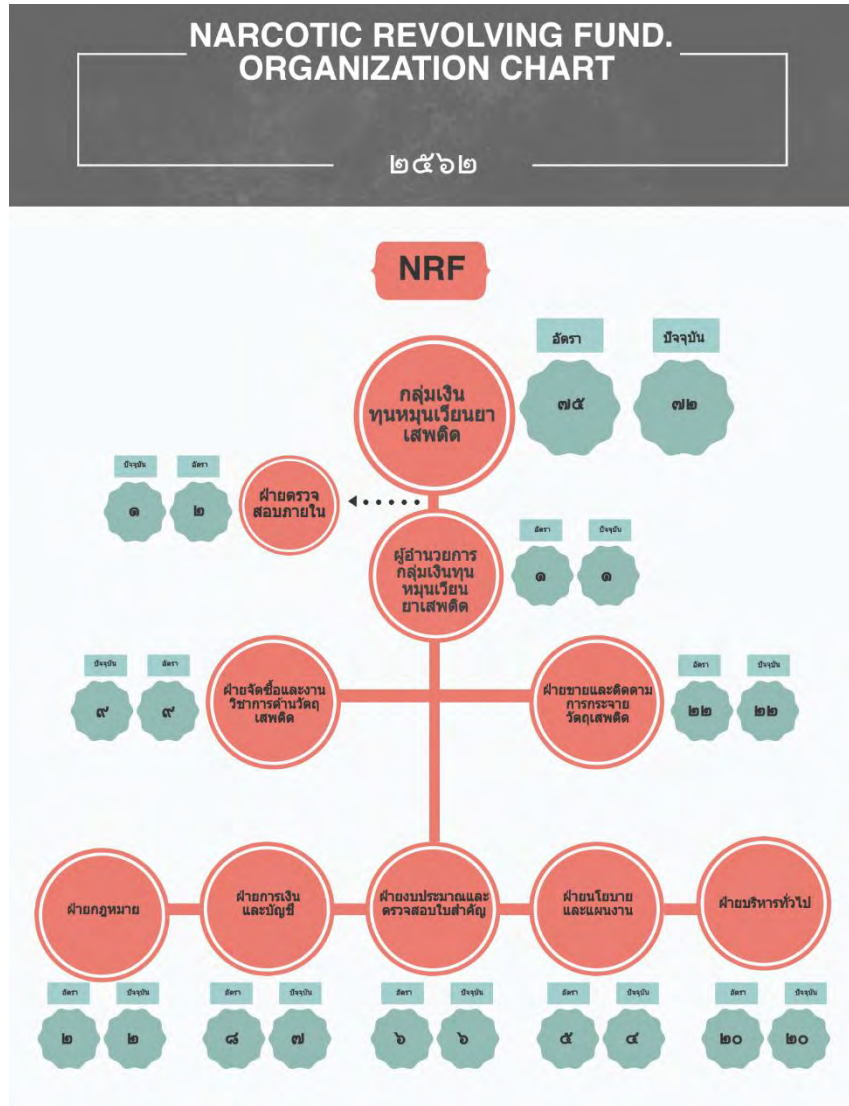 NARCOTIC REVOLVING FUND.
ORGANIZATION CHART
๒๕๖๒
NRF
อัตรา
ปัจจุบัน
กลุ่มเงิน
ทุนหมุนเวียนยา
เสพติด
๗๕
๗๒
ปัจจุบัน
อัตรา
๑
๒
ฝ่ายตรวจ
สอบภายใน
ผู้อำนวยการ
กลุ่มเงินทุน
หมุนเวียน
ยาเสพติด
อัตรา
ปัจจุบัน
๑
๑
ปัจจุบัน
อัตรา
๙
๙
ฝ่ายจัดซื้อและงาน
วิชาการด้านวัตถุ
เสพติด
ฝ่ายขายและติดตาม
การกระจาย
วัตถุเสพติด
อัตรา
ปัจจุบัน
๒๒
๒๒
ฝ่ายกฎหมาย
ฝ่ายการเงิน
และบัญชี
ฝ่ายงบประมาณและ
ตรวจสอบใบสำคัญ
ฝ่ายนโยบาย
และแผนงาน
ฝ่ายบริหารทั่วไป
อัตรา
ปัจจุบัน
๒
๒
อัตรา
ปัจจุบัน
๘
๗
อัตรา
ปัจจุบัน
๖
๖
อัตรา
ปัจจุบัน
๕
๔
อัตรา
ปัจจุบัน
๒๐
๒๐